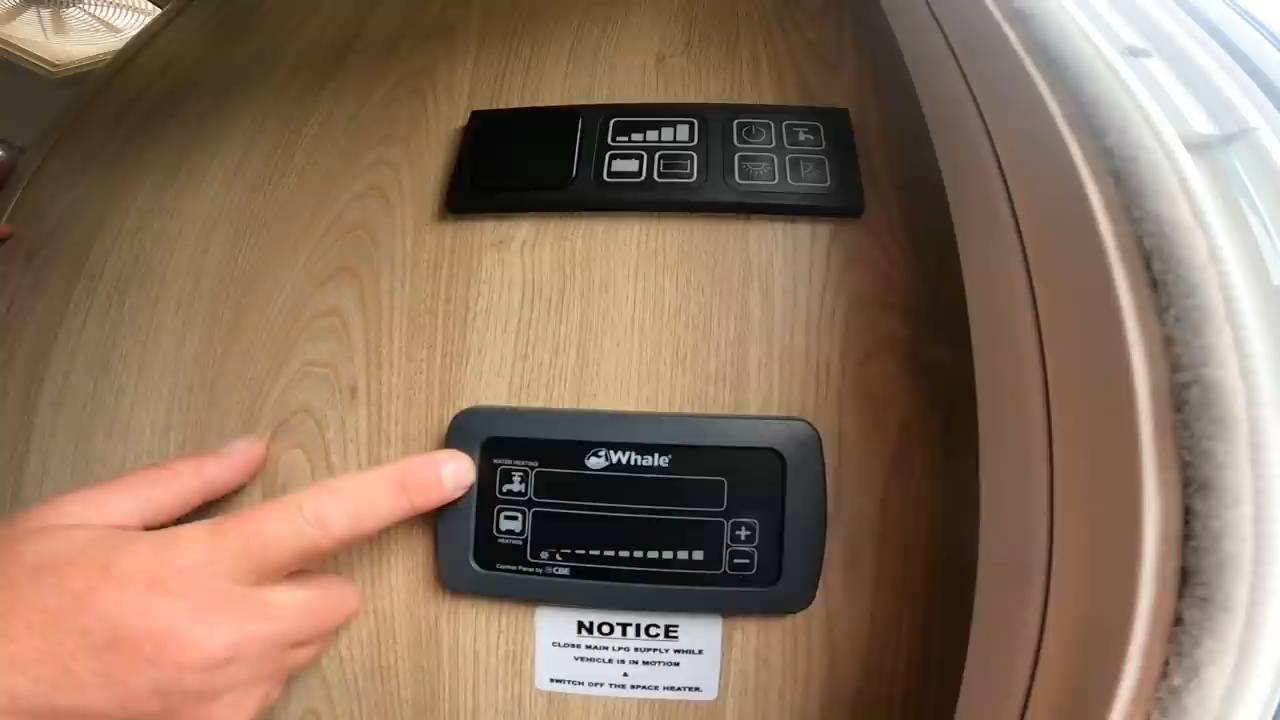 Whale®
WATER HEATING
HEATING
Control Panel by CBE
NOTICE
CLOSE MAIN LPG SUPPLY WHILE
VEHICLE IS IN MOTION
&
SWITCH OFF THE SPACE HEATER.